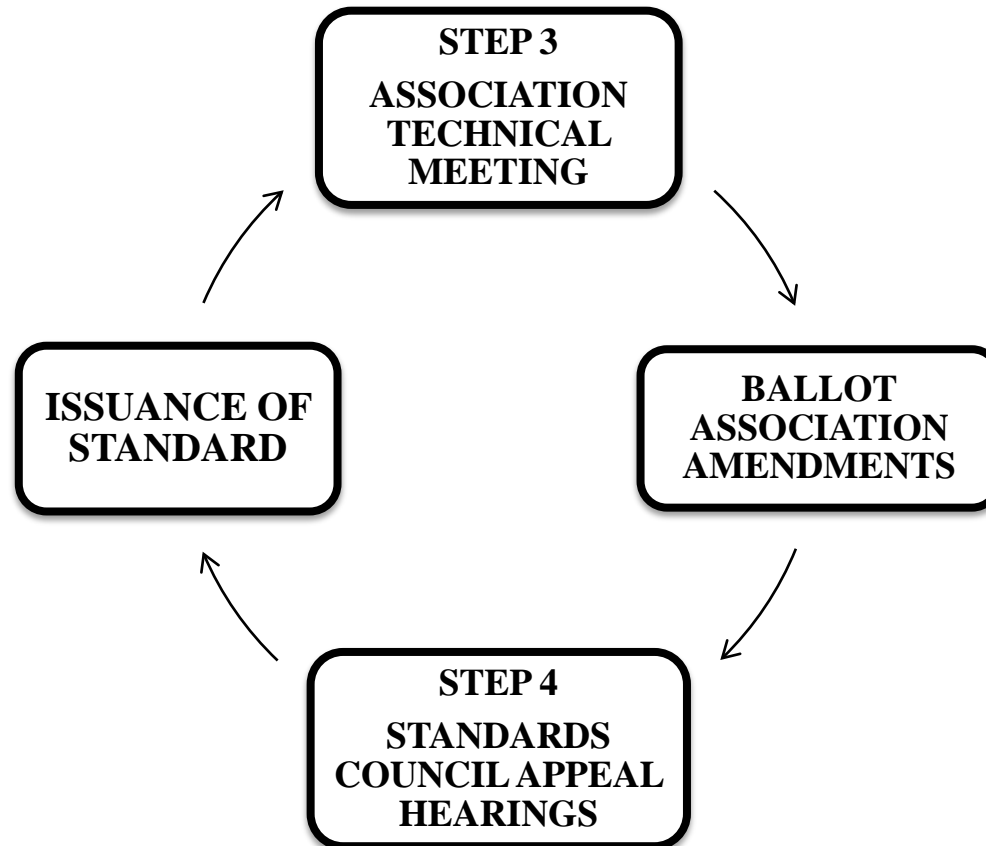 STEP 3
ASSOCIATION
TECHNICAL
MEETING
BALLOT
ASSOCIATION
AMENDMENTS
STEP 4
STANDARDS
COUNCIL APPEAL
HEARINGS
ISSUANCE OF
STANDARD